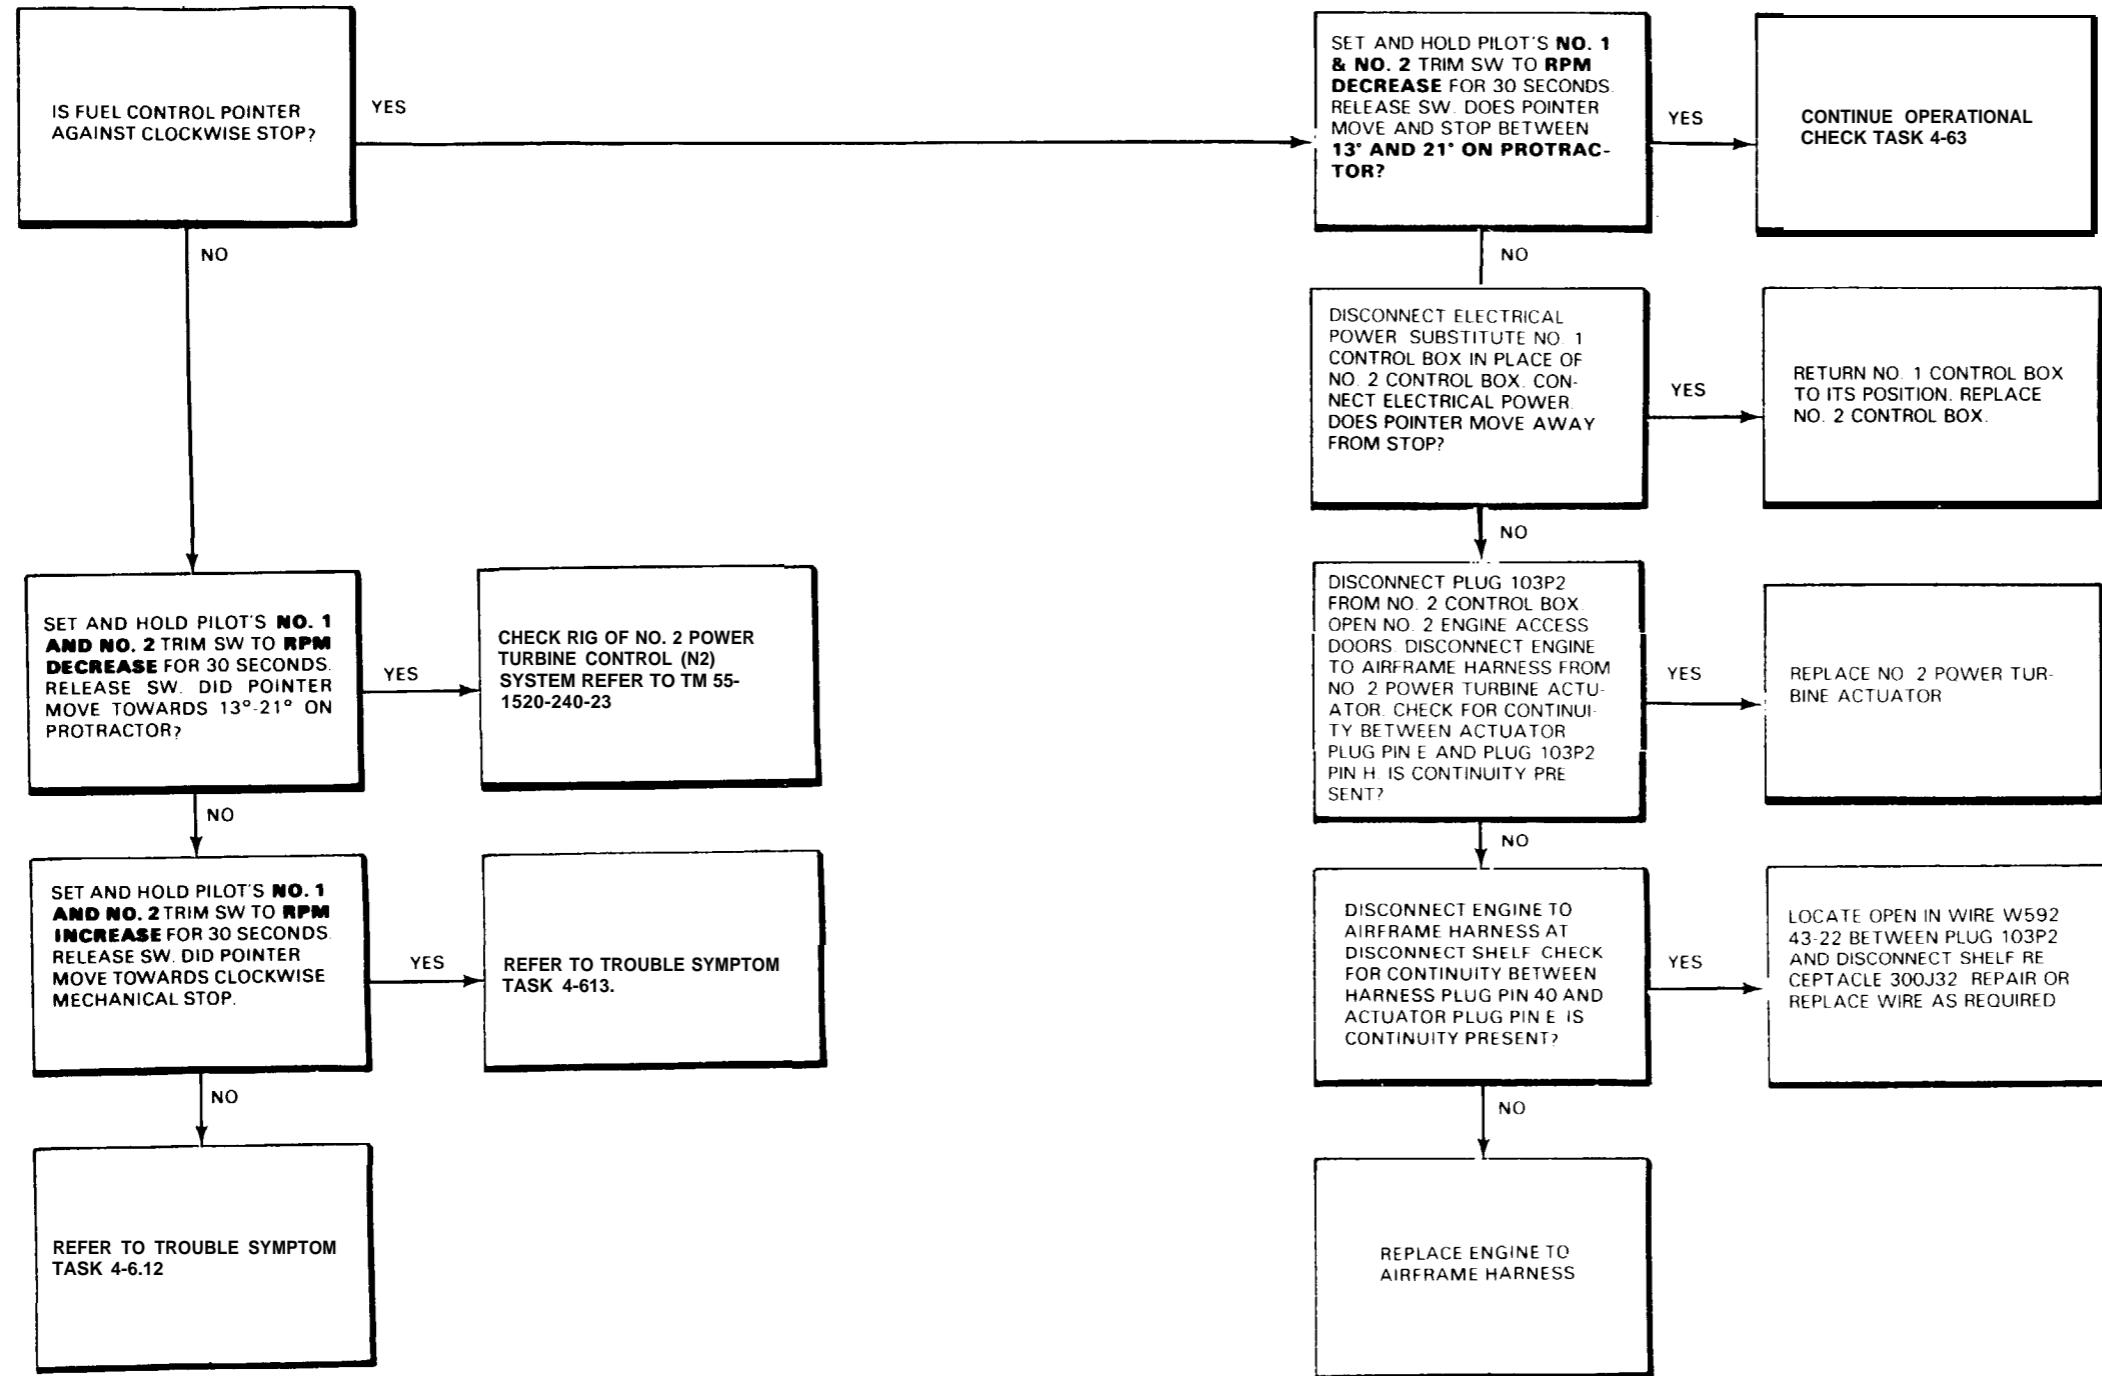 IS FUEL CONTROL POINTER
AGAINST CLOCKWISE STOP?
YES
NO
SET AND HOLD PILOT'S NO. 1
& NO. 2 TRIM SW TO RPM
DECREASE FOR 30 SECONDS.
RELEASE SW. DOES POINTER
MOVE AND STOP BETWEEN
13° AND 21° ON PROTRAC-
TOR?
YES
CONTINUE OPERATIONAL
CHECK TASK 4-63
NO
DISCONNECT ELECTRICAL
POWER SUBSTITUTE NO. 1
CONTROL BOX IN PLACE OF
NO. 2 CONTROL BOX. CON-
NECT ELECTRICAL POWER.
DOES POINTER MOVE AWAY
FROM STOP?
YES
RETURN NO. 1 CONTROL BOX
TO ITS POSITION. REPLACE
NO. 2 CONTROL BOX.
NO
SET AND HOLD PILOT'S NO. 1
AND NO. 2 TRIM SW TO RPM
DECREASE FOR 30 SECONDS.
RELEASE SW. DID POINTER
MOVE TOWARDS 13°-21° ON
PROTRACTOR?
YES
CHECK RIG OF NO. 2 POWER
TURBINE CONTROL (N2)
SYSTEM REFER TO TM 55-
1520-240-23
NO
DISCONNECT PLUG 103P2
FROM NO. 2 CONTROL BOX.
OPEN NO. 2 ENGINE ACCESS
DOORS. DISCONNECT ENGINE
TO AIRFRAME HARNESS FROM
NO. 2 POWER TURBINE ACTU-
ATOR. CHECK FOR CONTINUI-
TY BETWEEN ACTUATOR
PLUG PIN E AND PLUG 103P2
PIN H. IS CONTINUITY PRE
SENT?
YES
REPLACE NO 2 POWER TUR-
BINE ACTUATOR
NO
SET AND HOLD PILOT'S NO. 1
AND NO. 2 TRIM SW TO RPM
INCREASE FOR 30 SECONDS.
RELEASE SW. DID POINTER
MOVE TOWARDS CLOCKWISE
MECHANICAL STOP.
YES
REFER TO TROUBLE SYMPTOM
TASK 4-613.
NO
DISCONNECT ENGINE TO
AIRFRAME HARNESS AT
DISCONNECT SHELF CHECK
FOR CONTINUITY BETWEEN
HARNESS PLUG PIN 40 AND
ACTUATOR PLUG PIN E IS
CONTINUITY PRESENT?
YES
LOCATE OPEN IN WIRE W592
43-22 BETWEEN PLUG 103P2
AND DISCONNECT SHELF RE
CEPTACLE 300J32 REPAIR OR
REPLACE WIRE AS REQUIRED
NO
REFER TO TROUBLE SYMPTOM
TASK 4-6.12
REPLACE ENGINE TO
AIRFRAME HARNESS